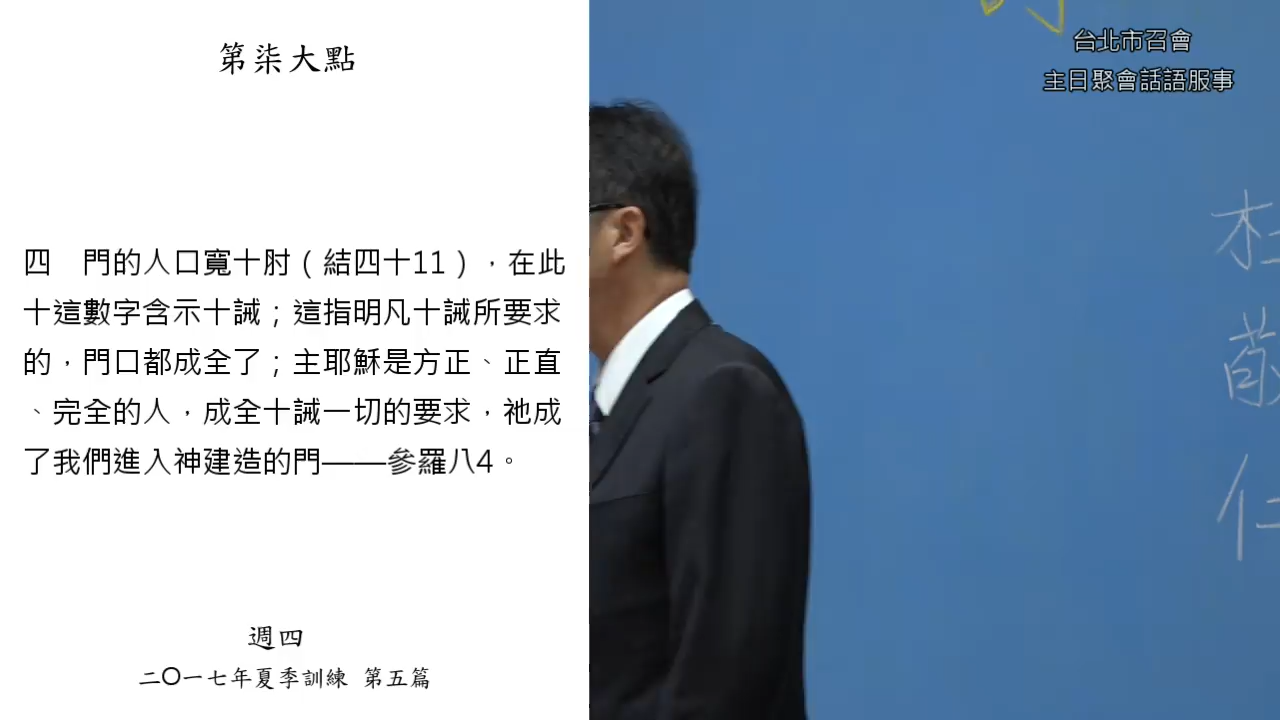 第柒大點
四　門的人口寬十肘（結四十11），在此
十這數字含示十誡；這指明凡十誡所要求
的，門口都成全了；主耶穌是方正、正直
、完全的人，成全十誡一切的要求，祂成
了我們進入神建造的門——參羅八4。
週四
二〇一七年夏季訓練 第五篇
台北市召會
主日聚會話語服事